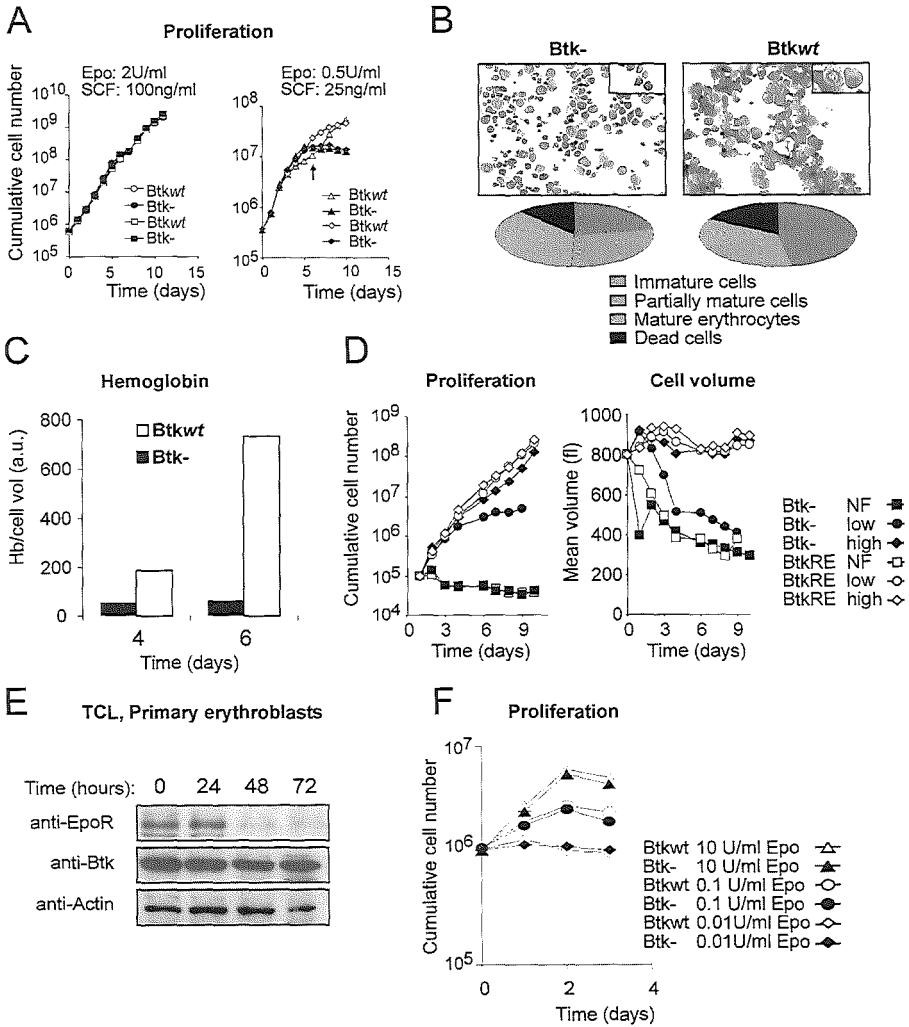 A
Proliferation
Epo: 2U/ml
SCF: 100ng/ml
Epo: 0.5U/ml
SCF: 25ng/ml
Cumulative cell number
10^10
10^9
10^8
10^7
10^6
10^5
Btkwt
Btk-
Btkwt
Btk-
0 5 10 15
Time (days)
10^8
10^7
10^6
10^5
Btkwt
Btk-
Btkwt
Btk-
0 5 10 15
Time (days)
B
Btk-
Btkwt
Immature cells
Partially mature cells
Mature erythrocytes
Dead cells
C
Hemoglobin
Hb/cell vol (a.u.)
800
600
400
200
0
Btkwt
Btk-
4 6
Time (days)
D
Proliferation
Cumulative cell number
10^9
10^8
10^7
10^6
10^5
10^4
0 3 6 9
Time (days)
Cell volume
Mean volume (fl)
1000
800
600
400
200
0
0 3 6 9
Time (days)
Btk- NF
Btk- low
Btk- high
BtkRE NF
BtkRE low
BtkRE high
E
TCL, Primary erythroblasts
Time (hours): 0 24 48 72
anti-EpoR
anti-Btk
anti-Actin
F
Proliferation
Cumulative cell number
10^7
10^6
10^5
0 2 4
Time (days)
Btkwt 10 U/ml Epo
Btk- 10 U/ml Epo
Btkwt 0.1 U/ml Epo
Btk- 0.1 U/ml Epo
Btkwt 0.01U/ml Epo
Btk- 0.01U/ml Epo